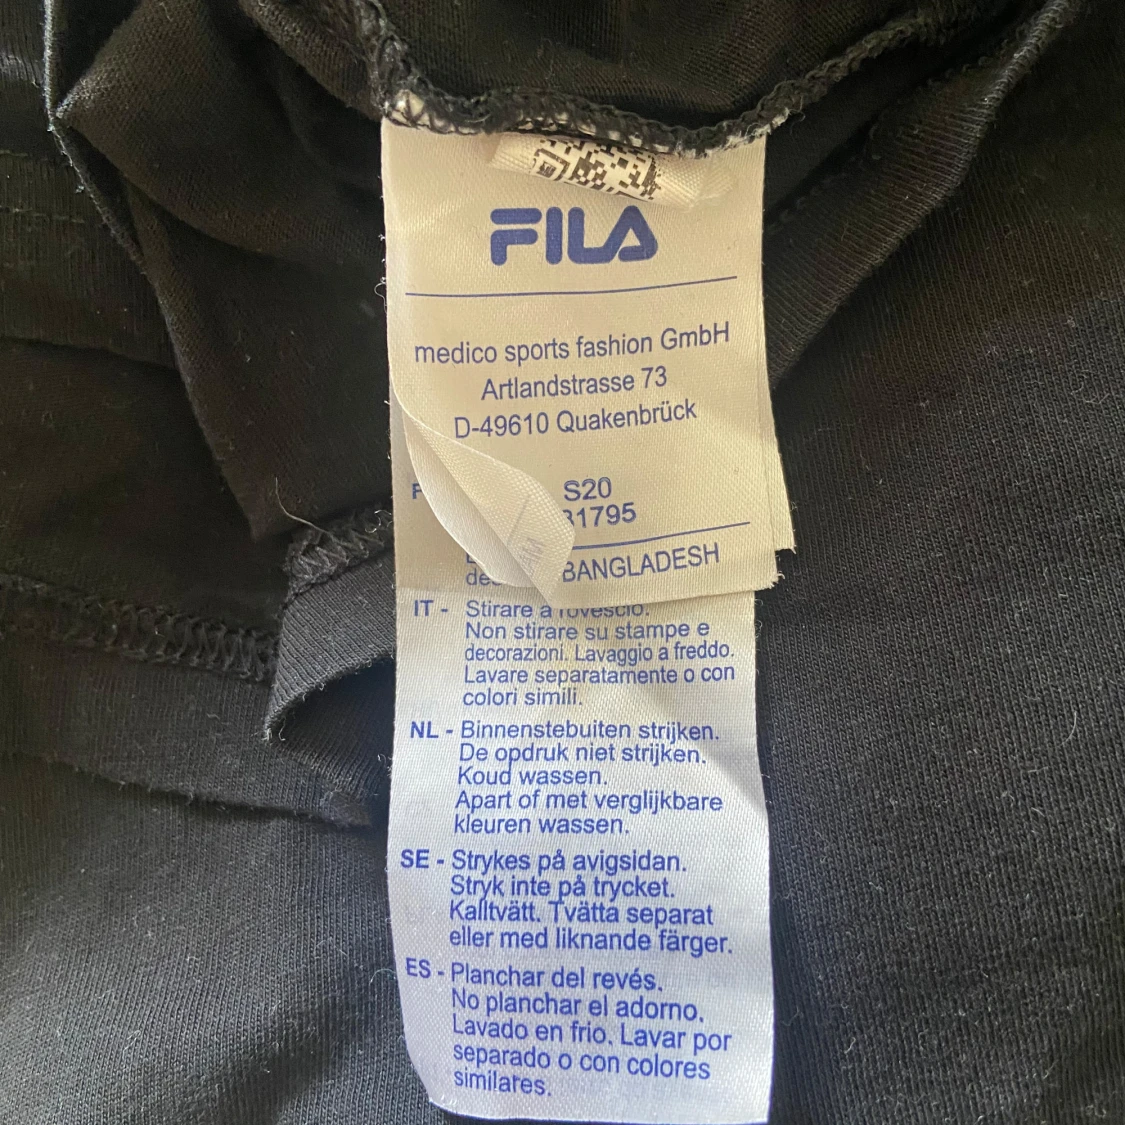 FILA
medico sports fashion GmbH
Artlandstrasse 73
D-49610 Quakenbrück
S20
31795
BANGLADESH
IT - Stirare a rovescio.
Non stirare su stampe e
decorazioni. Lavaggio a freddo.
Lavare separatamente o con
colori simili.
NL - Binnenstebuiten strijken.
De opdruk niet strijken.
Koud wassen.
Apart of met verglijkbare
kleuren wassen.
SE - Strykes på avigsidan.
Stryk inte på trycket.
Kalltvätt. Tvätta separat
eller med liknande färger.
ES - Planchar del revés.
No planchar el adorno.
Lavado en frio. Lavar por
separado o con colores
similares.